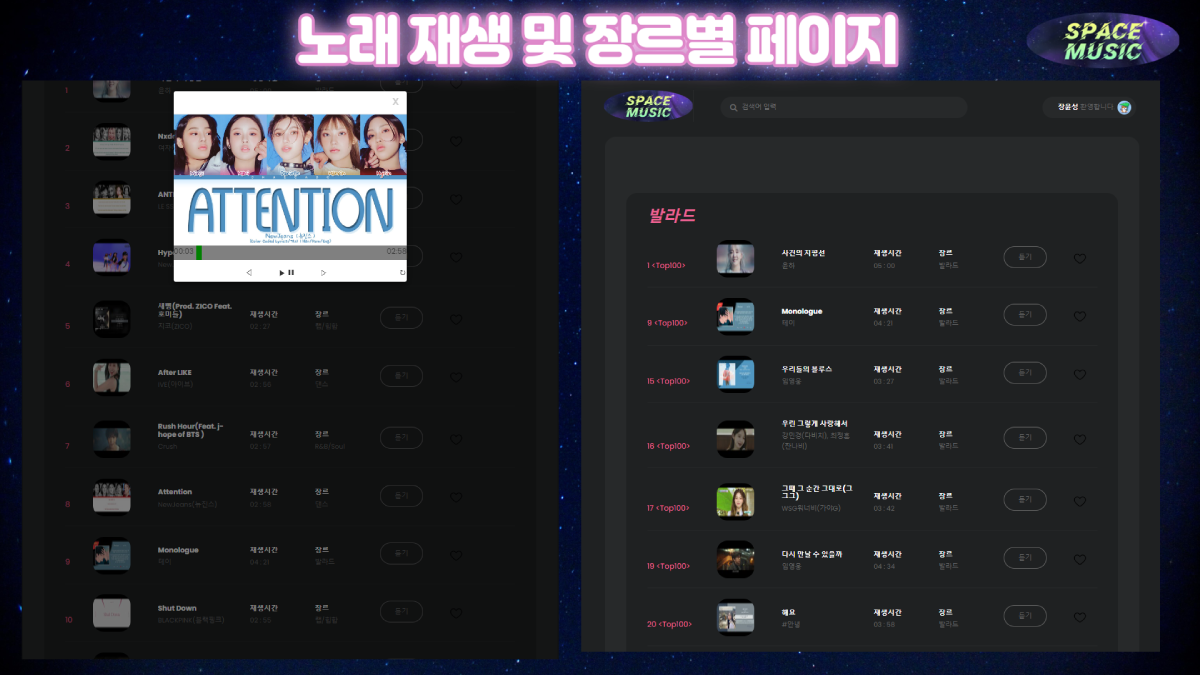 노래 재생 및 장르별 페이지
SPACE
MUSIC
1
윤하
2
3
ANT
4
Hyp
X
ATTENTION
NewJeans (뉴진스)
00:03
02:56
5
새삥(Prod. ZICO Feat.
호미들)
지코(ZICO)
재생시간
02 : 27
장르
랩/힙합
듣기
6
After LIKE
IVE(아이브)
재생시간
02 : 56
장르
댄스
듣기
7
Rush Hour(Feat. j-
hope of BTS )
Crush
재생시간
02 : 57
장르
R&B/Soul
듣기
8
Attention
NewJeans(뉴진스)
재생시간
02 : 56
장르
댄스
듣기
9
Monologue
테이
재생시간
04 : 21
장르
발라드
듣기
10
Shut Down
BLACKPINK(블랙핑크)
재생시간
02 : 56
장르
랩/힙합
듣기
SPACE
MUSIC
검색어 입력
장윤성 환영합니다
발라드
1 <Top100>
사건의 지평선
윤하
재생시간
05 : 00
장르
발라드
듣기
9 <Top100>
Monologue
테이
재생시간
04 : 21
장르
발라드
듣기
15 <Top100>
우리들의 블루스
임영웅
재생시간
03 : 27
장르
발라드
듣기
16 <Top100>
우린 그렇게 사랑해서
강민경(다비치), 최정훈
(잔나비)
재생시간
03 : 41
장르
발라드
듣기
17 <Top100>
그때 그 순간 그대로(그
그그)
WSG워너비(가야G)
재생시간
03 : 42
장르
발라드
듣기
19 <Top100>
다시 만날 수 있을까
임영웅
재생시간
04 : 34
장르
발라드
듣기
20 <Top100>
해요
#안녕
재생시간
03 : 56
장르
발라드
듣기